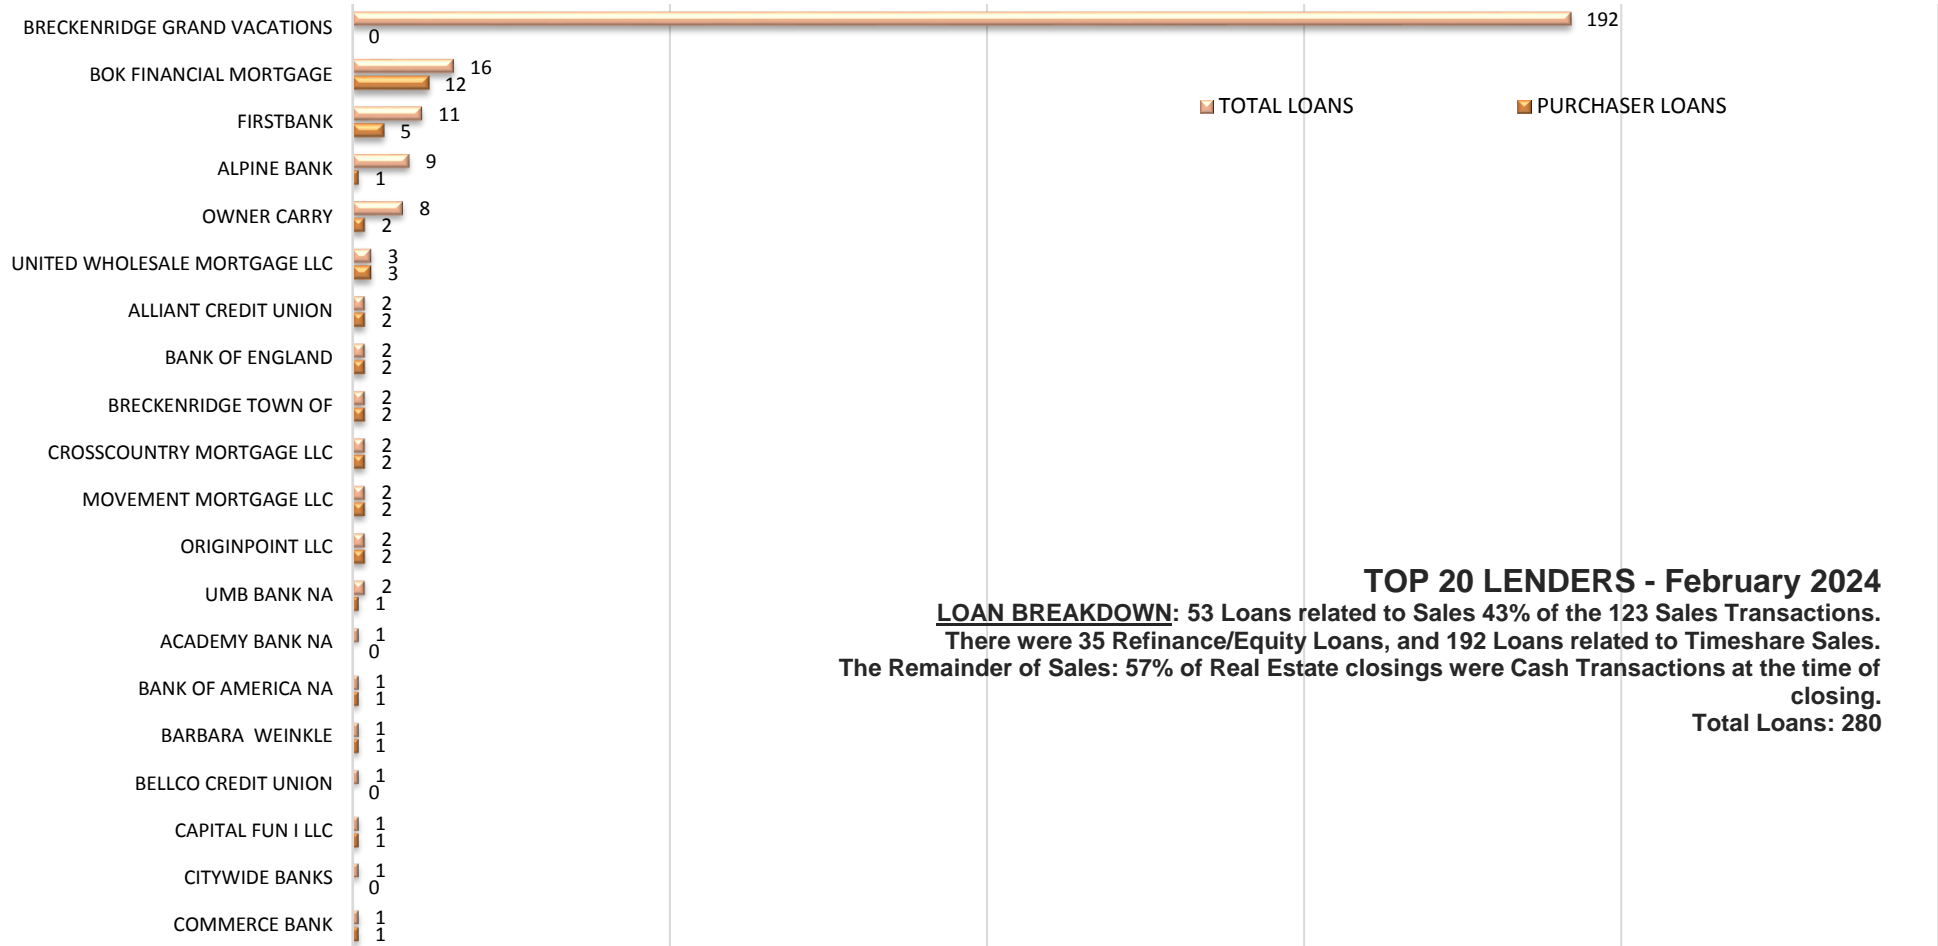 BRECKENRIDGE GRAND VACATIONS 192
0
BOK FINANCIAL MORTGAGE 16
12
TOTAL LOANS PURCHASER LOANS
FIRSTBANK 11
5
ALPINE BANK 9
1
OWNER CARRY 8
2
UNITED WHOLESALE MORTGAGE LLC 3
3
ALLIANT CREDIT UNION 2
2
BANK OF ENGLAND 2
2
BRECKENRIDGE TOWN OF 2
2
CROSSCOUNTRY MORTGAGE LLC 2
2
MOVEMENT MORTGAGE LLC 2
2
ORIGINPOINT LLC 2
2
UMB BANK NA 2
1
ACADEMY BANK NA 1
0
BANK OF AMERICA NA 1
1
BARBARA  WEINKLE 1
1
BELLCO CREDIT UNION 1
0
CAPITAL FUN I LLC 1
1
CITYWIDE BANKS 1
0
COMMERCE BANK 1
1
TOP 20 LENDERS - February 2024
LOAN BREAKDOWN: 53 Loans related to Sales 43% of the 123 Sales Transactions.
There were 35 Refinance/Equity Loans, and 192 Loans related to Timeshare Sales.
The Remainder of Sales: 57% of Real Estate closings were Cash Transactions at the time of
closing.
Total Loans: 280